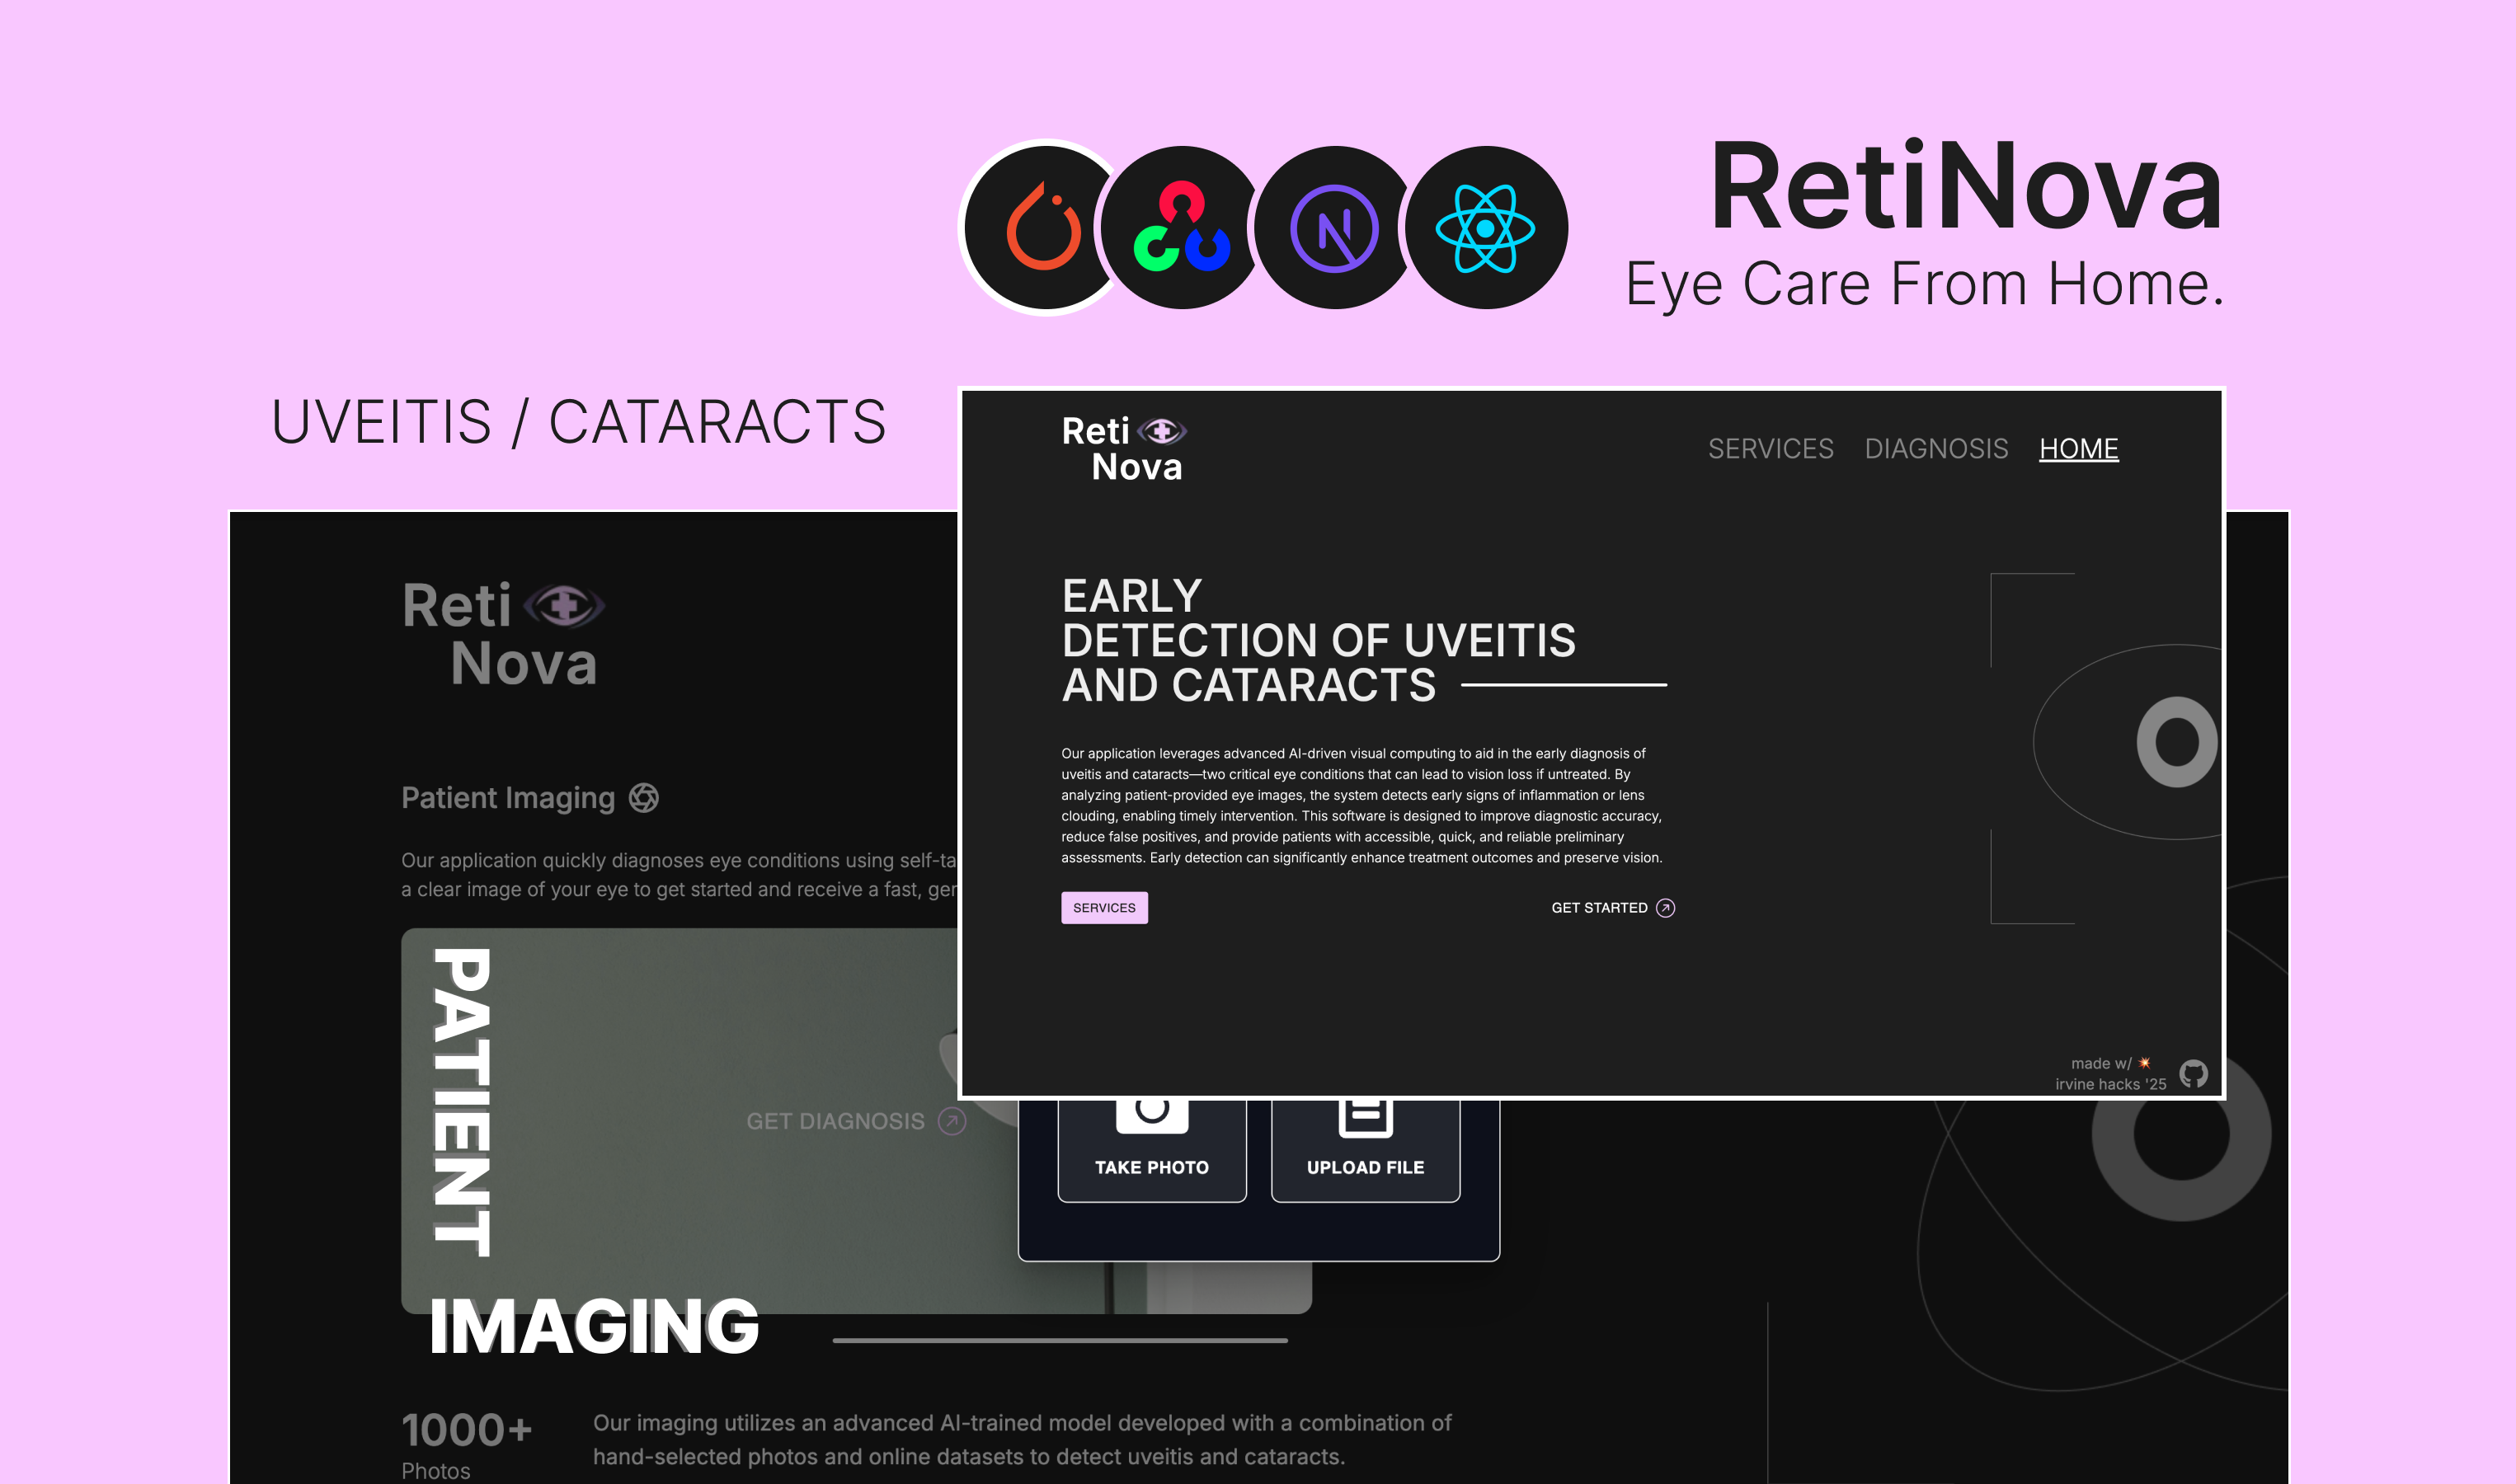 RetiNova
Eye Care From Home.
UVEITIS / CATARACTS
Reti
Nova
SERVICES DIAGNOSIS HOME
EARLY
DETECTION OF UVEITIS
AND CATARACTS
Our application leverages advanced AI-driven visual computing to aid in the early diagnosis of
uveitis and cataracts—two critical eye conditions that can lead to vision loss if untreated. By
analyzing patient-provided eye images, the system detects early signs of inflammation or lens
clouding, enabling timely intervention. This software is designed to improve diagnostic accuracy,
reduce false positives, and provide patients with accessible, quick, and reliable preliminary
assessments. Early detection can significantly enhance treatment outcomes and preserve vision.
SERVICES
GET STARTED
made w/ 💥
irvine hacks '25
Reti
Nova
Patient Imaging
Our application quickly diagnoses eye conditions using
a clear image of your eye to get started and receive a fast,
PATIENT
IMAGING
GET DIAGNOSIS
TAKE PHOTO
UPLOAD FILE
1000+
Photos
Our imaging utilizes an advanced AI-trained model developed with a combination of
hand-selected photos and online datasets to detect uveitis and cataracts.